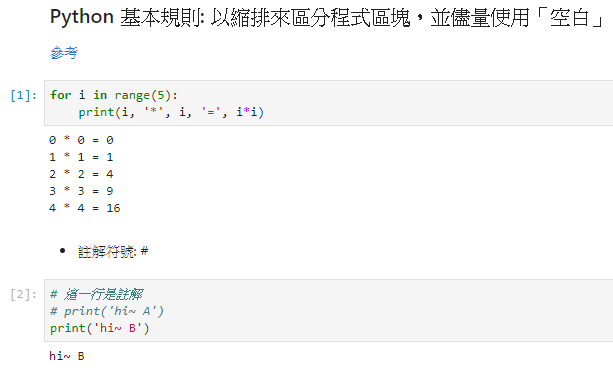 Python 基本規則: 以縮排來區分程式區塊，並儘量使用「空白」
參考
[1]: for i in range(5):
    print(i, '*', i, '=', i*i)
0 * 0 = 0
1 * 1 = 1
2 * 2 = 4
3 * 3 = 9
4 * 4 = 16
• 註解符號: #
[2]: # 這一行是註解
# print('hi~ A')
print('hi~ B')
hi~ B